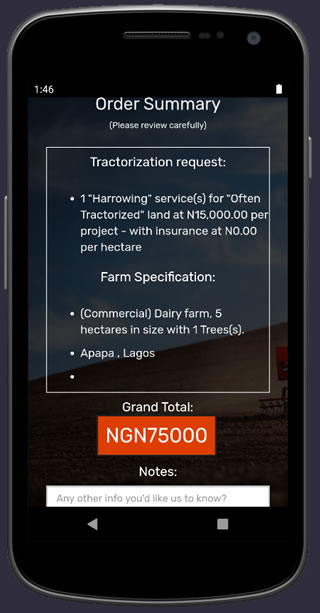 1:46
Order Summary
(Please review carefully)
Tractorization request:
• 1 "Harrowing" service(s) for "Often
Tractorized" land at N15,000.00 per
project - with insurance at N0.00
per hectare
Farm Specification:
• (Commercial) Dairy farm, 5
hectares in size with 1 Trees(s).
• Apapa , Lagos
•
Grand Total:
NGN75000
Notes:
Any other info you'd like us to know?